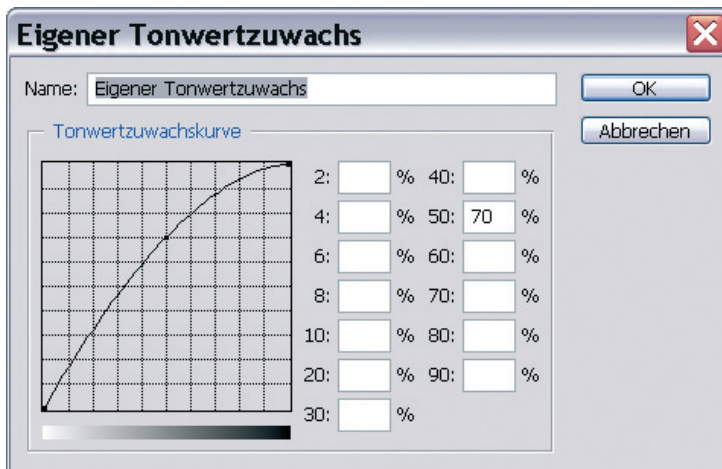 Eigener Tonwertzuwachs
Name: Eigener Tonwertzuwachs OK
Tonwertzuwachskurve Abbrechen
2: % 40: %
4: % 50: 70 %
6: % 60: %
8: % 70: %
10: % 80: %
20: % 90: %
30: %